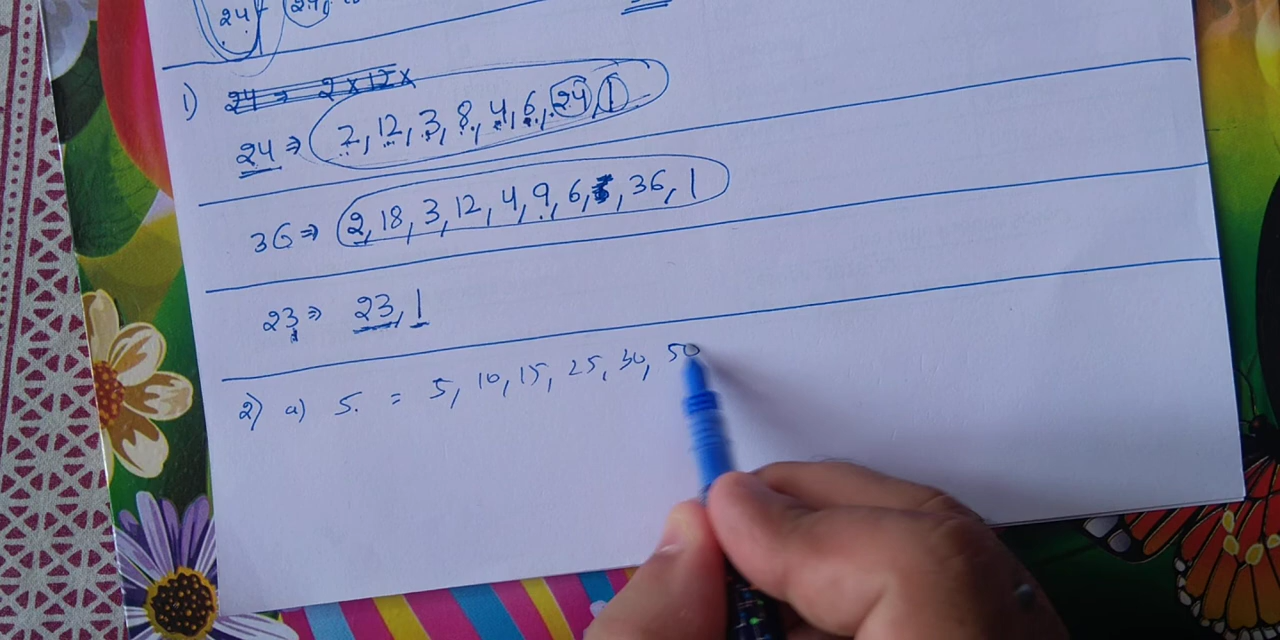 24 24,
1) 24 ⇒ 2 x 12 x
24 ⇒ 2, 12, 3, 8, 4, 6, 24, 1
36 ⇒ 2, 18, 3, 12, 4, 9, 6, 36, 1
23 ⇒ 23, 1
2) a) 5. = 5, 10, 15, 25, 30, 50